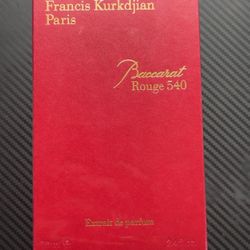 Francis Kurkdjian
Paris
Baccarat
Rouge 540
Extrait de parfum